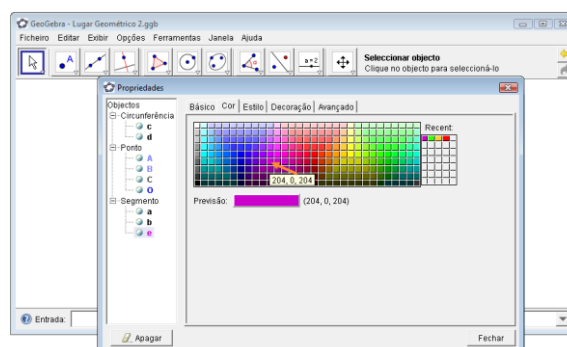 GeoGebra - Lugar Geométrico 2.ggb
Ficheiro Editar Exibir Opções Ferramentas Janela Ajuda
A
a=2
Seleccionar objecto
Clique no objecto para seleccioná-lo
Propriedades
Objectos
Circunferência
c
d
Ponto
A
B
C
O
Segmento
a
b
e
Básico Cor Estilo Decoração Avançado
Recent:
204, 0, 204
Previsão: (204, 0, 204)
Entrada:
Apagar
Fechar